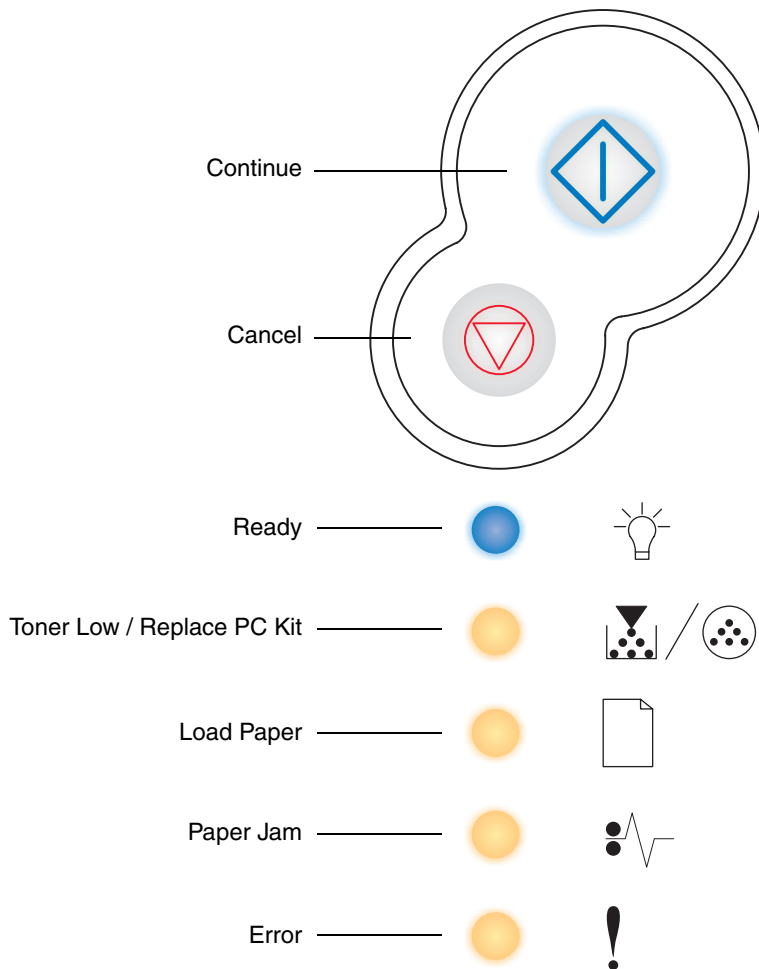 Continue
Cancel
Ready
Toner Low / Replace PC Kit
Load Paper
Paper Jam
Error